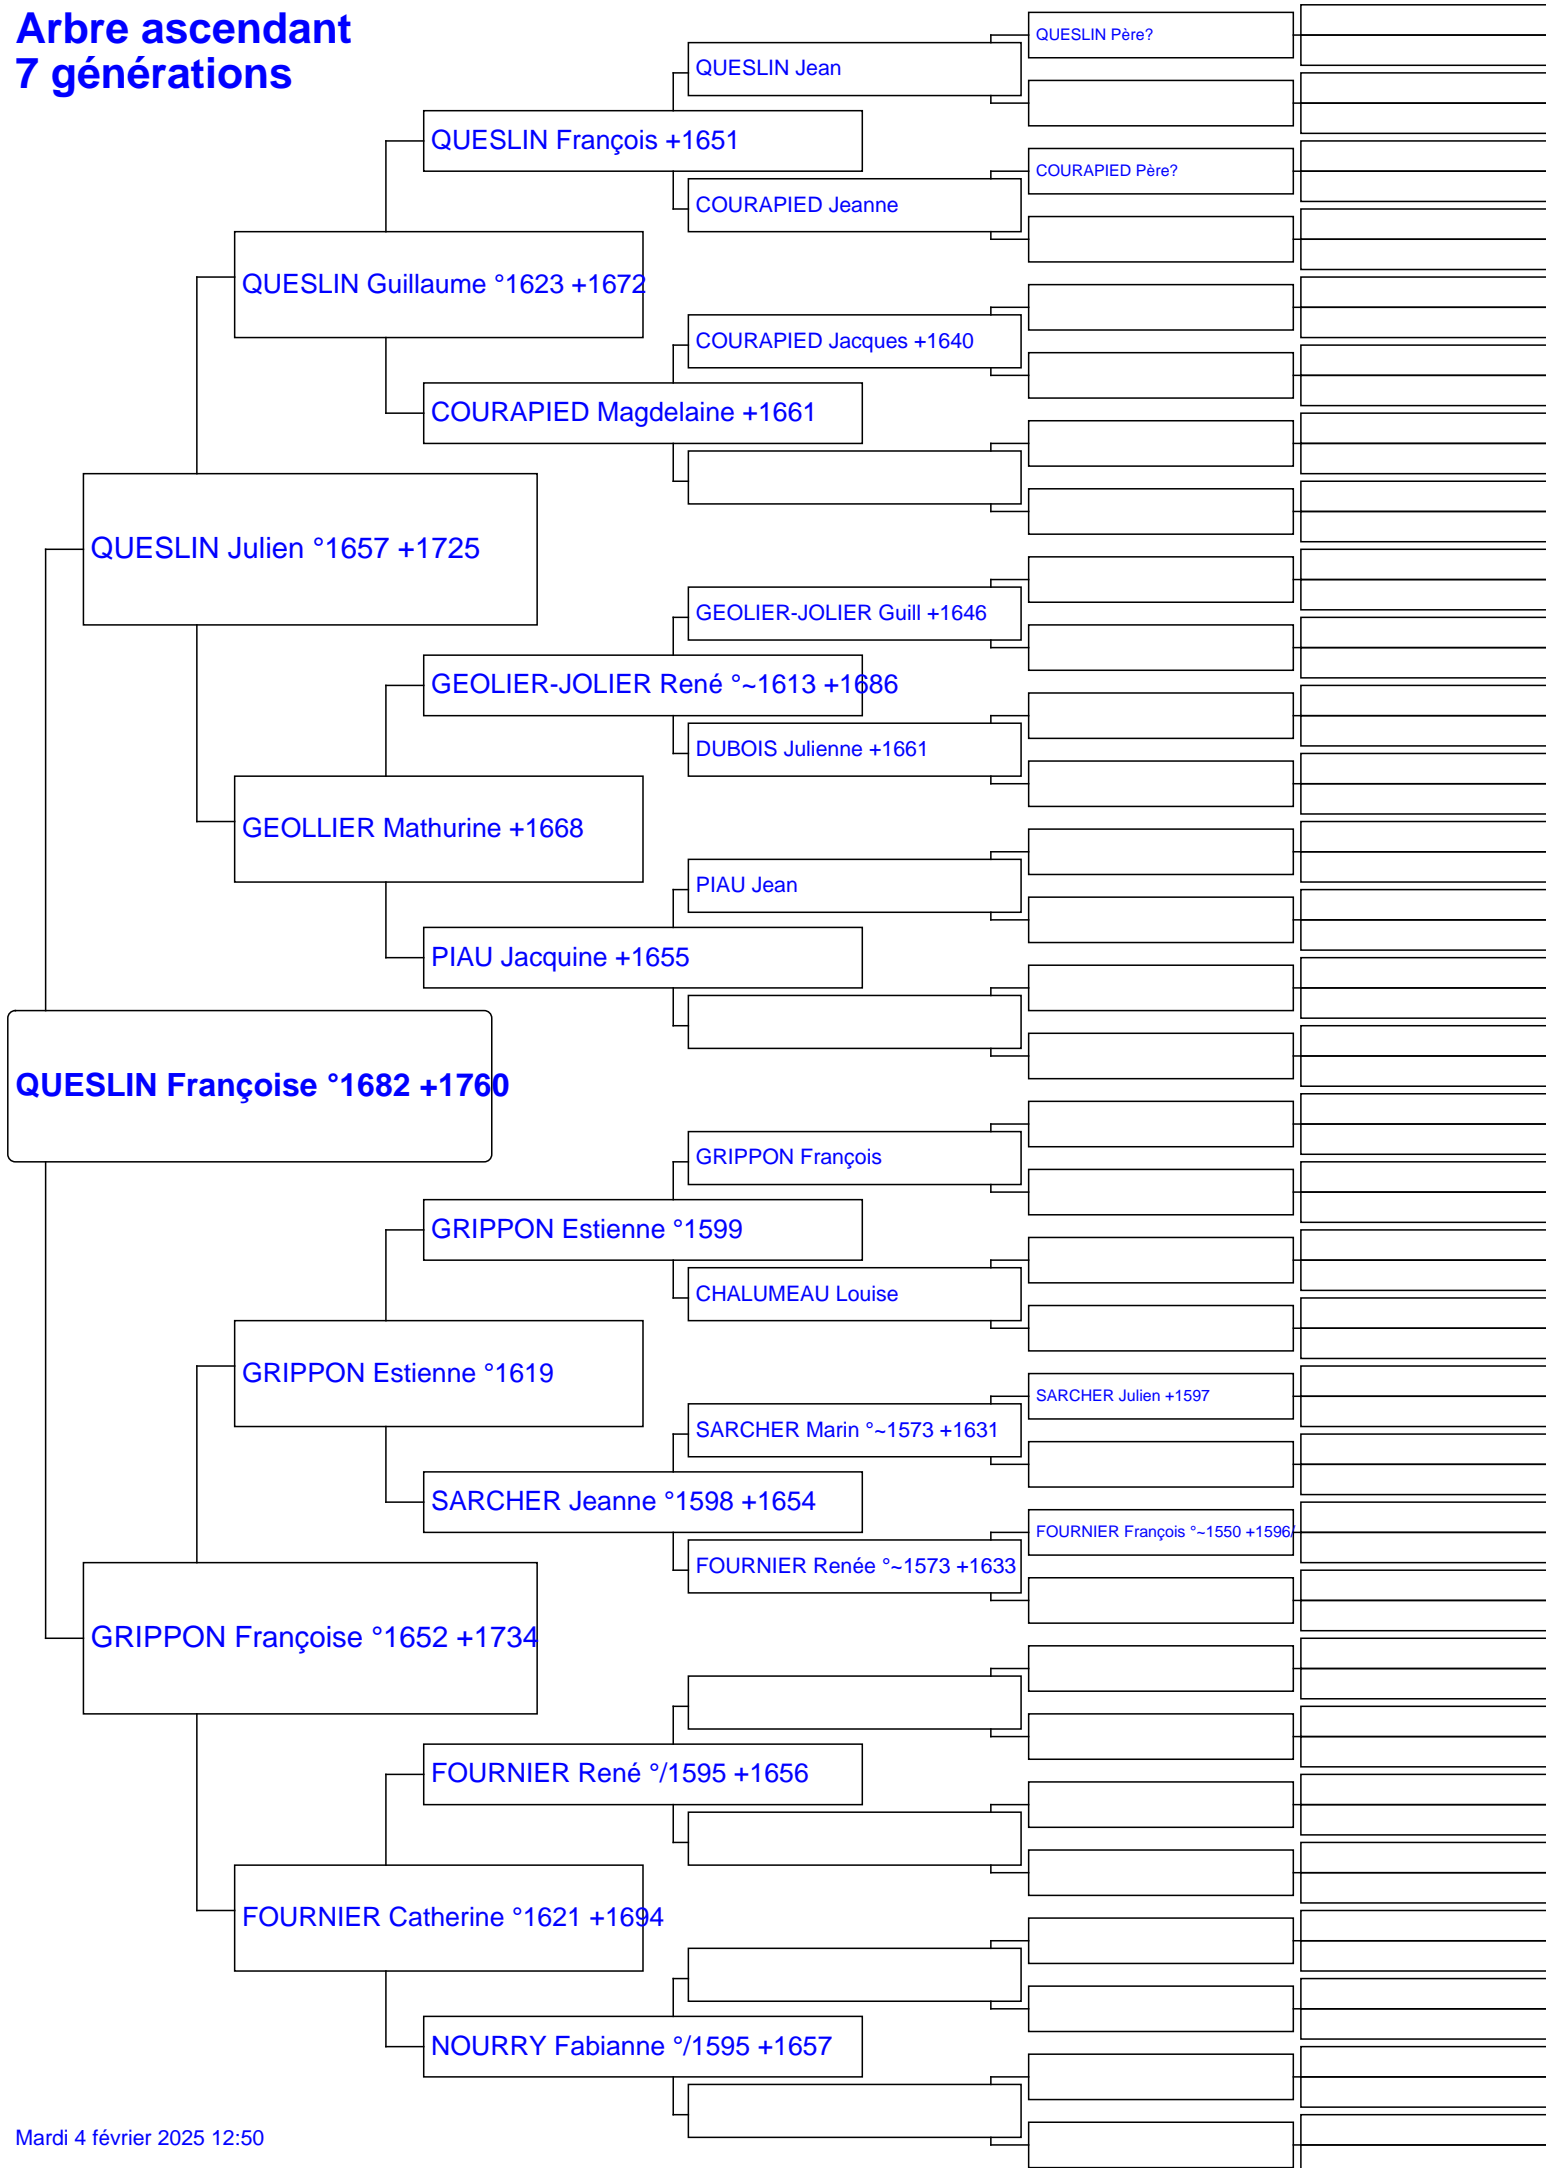 Arbre ascendant
7 générations
QUESLIN Père?
QUESLIN Jean
QUESLIN François +1651
COURAPIED Père?
COURAPIED Jeanne
QUESLIN Guillaume °1623 +1672
COURAPIED Jacques +1640
COURAPIED Magdelaine +1661
QUESLIN Julien °1657 +1725
GEOLIER-JOLIER Guill +1646
GEOLIER-JOLIER René °~1613 +1686
DUBOIS Julienne +1661
GEOLLIER Mathurine +1668
PIAU Jean
PIAU Jacquine +1655
QUESLIN Françoise °1682 +1760
GRIPPON François
GRIPPON Estienne °1599
CHALUMEAU Louise
GRIPPON Estienne °1619
SARCHER Julien +1597
SARCHER Marin °~1573 +1631
SARCHER Jeanne °1598 +1654
FOURNIER François °~1550 +1596/
FOURNIER Renée °~1573 +1633
GRIPPON Françoise °1652 +1734
FOURNIER René °/1595 +1656
FOURNIER Catherine °1621 +1694
NOURRY Fabianne °/1595 +1657
Mardi 4 février 2025 12:50